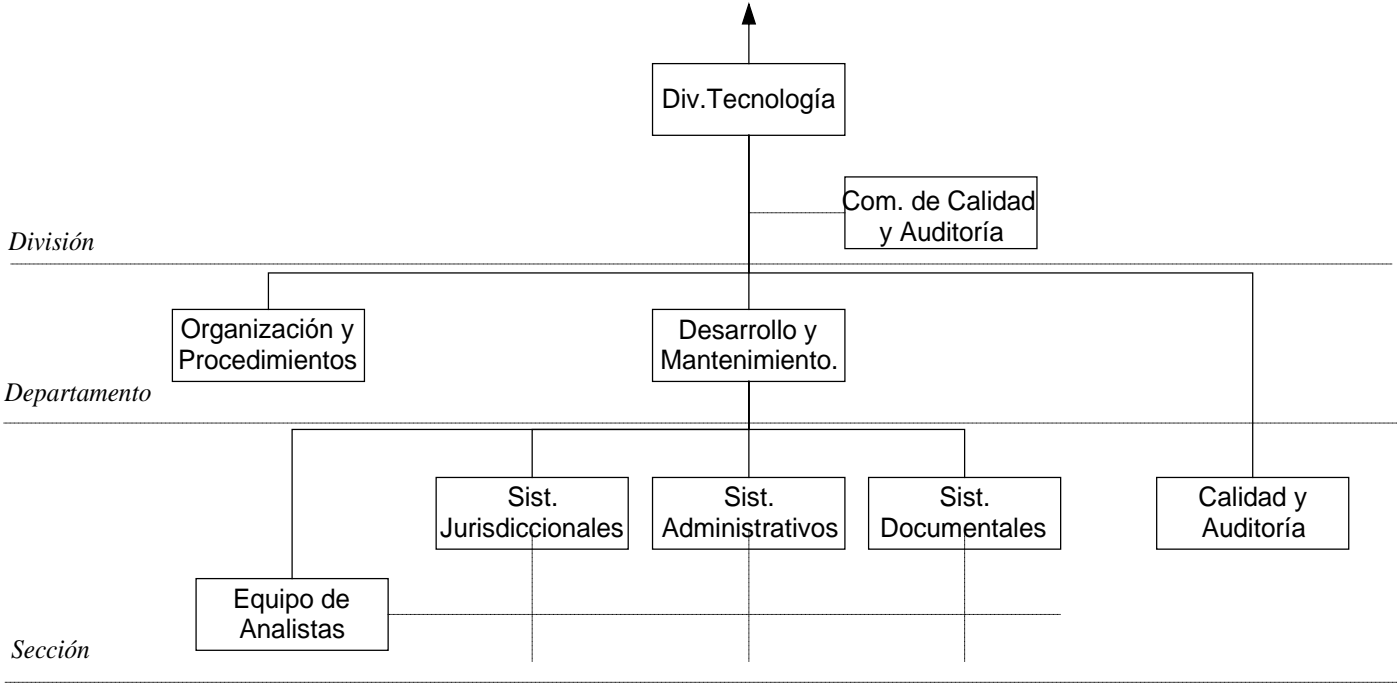 Div.Tecnología
Com. de Calidad
y Auditoría
División
Organización y
Procedimientos
Desarrollo y
Mantenimiento.
Departamento
Sist.
Jurisdiccionales
Sist.
Administrativos
Sist.
Documentales
Calidad y
Auditoría
Equipo de
Analistas
Sección